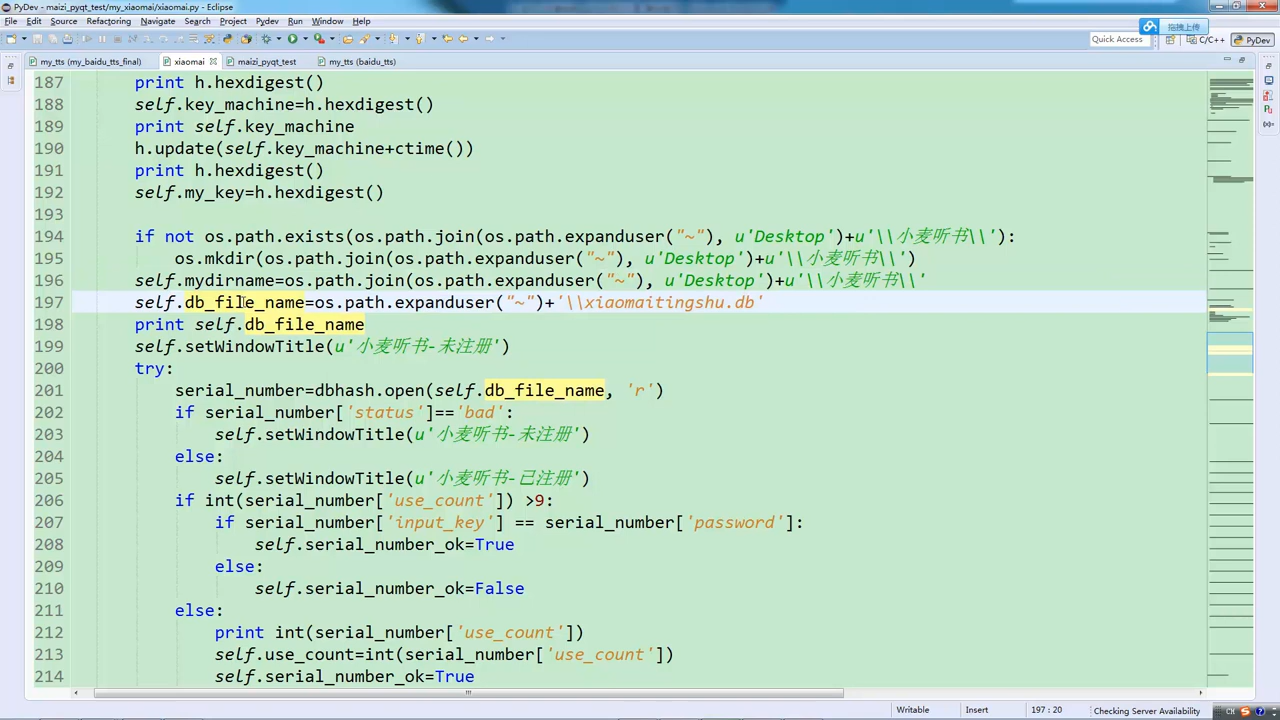 PyDev - maizi_pyqt_test/my_xiaomai/xiaomai.py - Eclipse
File Edit Source Refactoring Navigate Search Project Pydev Run Window Help
拖拽上传
Quick Access C/C++ PyDev
my_tts (my_baidu_final) xiaomai maizi_pyqt_test my_tts (baidu_tts)
187 print h.hexdigest()
188 self.key_machine=h.hexdigest()
189 print self.key_machine
190 h.update(self.key_machine+ctime())
191 print h.hexdigest()
192 self.my_key=h.hexdigest()
193
194 if not os.path.exists(os.path.join(os.path.expanduser("~"), u'Desktop')+u'\\小麦听书\\'):
195 os.mkdir(os.path.join(os.path.expanduser("~"), u'Desktop')+u'\\小麦听书\\')
196 self.mydirname=os.path.join(os.path.expanduser("~"), u'Desktop')+u'\\小麦听书\\'
197 self.db_file_name=os.path.expanduser("~")+'\\xiaomaitingshu.db'
198 print self.db_file_name
199 self.setWindowTitle(u'小麦听书-未注册')
200 try:
201 serial_number=dbhash.open(self.db_file_name, 'r')
202 if serial_number['status']=='bad':
203 self.setWindowTitle(u'小麦听书-未注册')
204 else:
205 self.setWindowTitle(u'小麦听书-已注册')
206 if int(serial_number['use_count']) >9:
207 if serial_number['input_key'] == serial_number['password']:
208 self.serial_number_ok=True
209 else:
210 self.serial_number_ok=False
211 else:
212 print int(serial_number['use_count'])
213 self.use_count=int(serial_number['use_count'])
214 self.serial_number_ok=True
Writable Insert 197 : 20 Checking Server Availability
CH